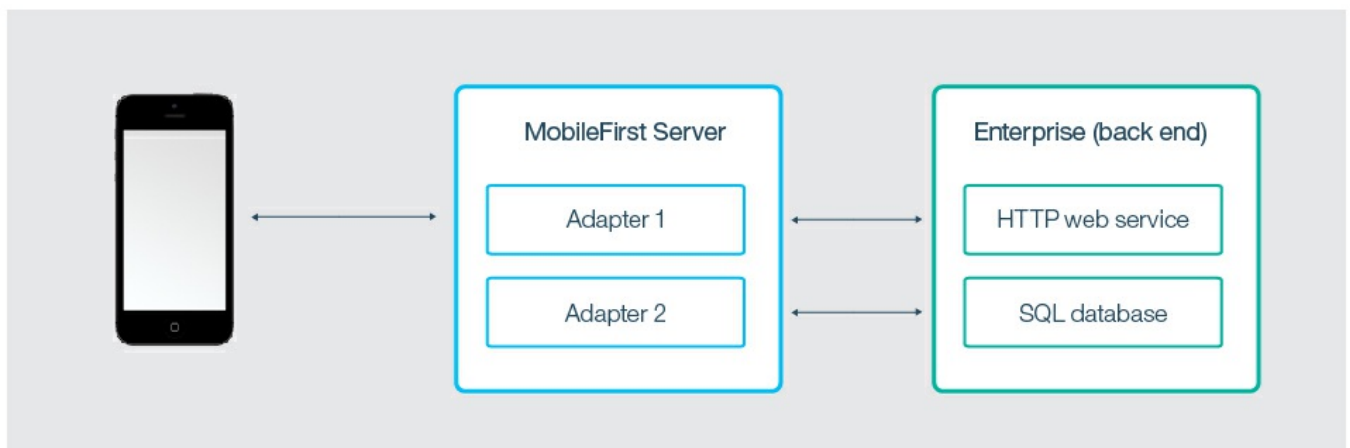 MobileFirst Server
Adapter 1
Adapter 2
Enterprise (back end)
HTTP web service
SQL database